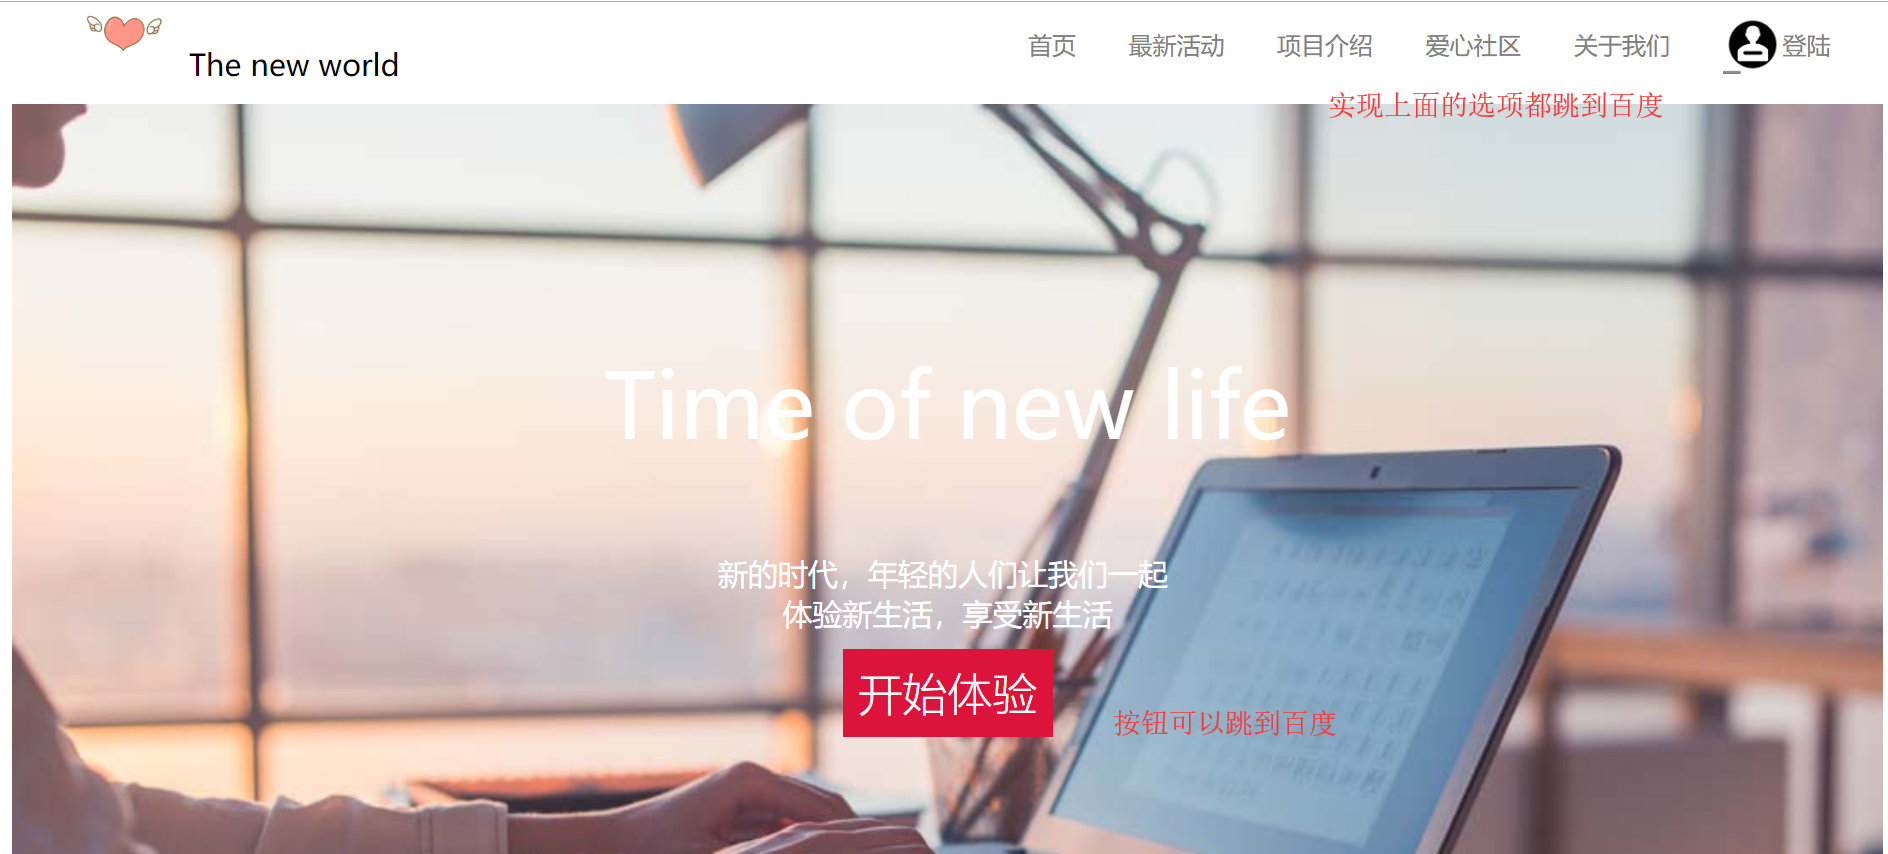 The new world
首页 最新活动 项目介绍 爱心社区 关于我们 登陆
实现上面的选项都跳到百度
Time of new life
新的时代，年轻的人们让我们一起
体验新生活，享受新生活
开始体验
按钮可以跳到百度